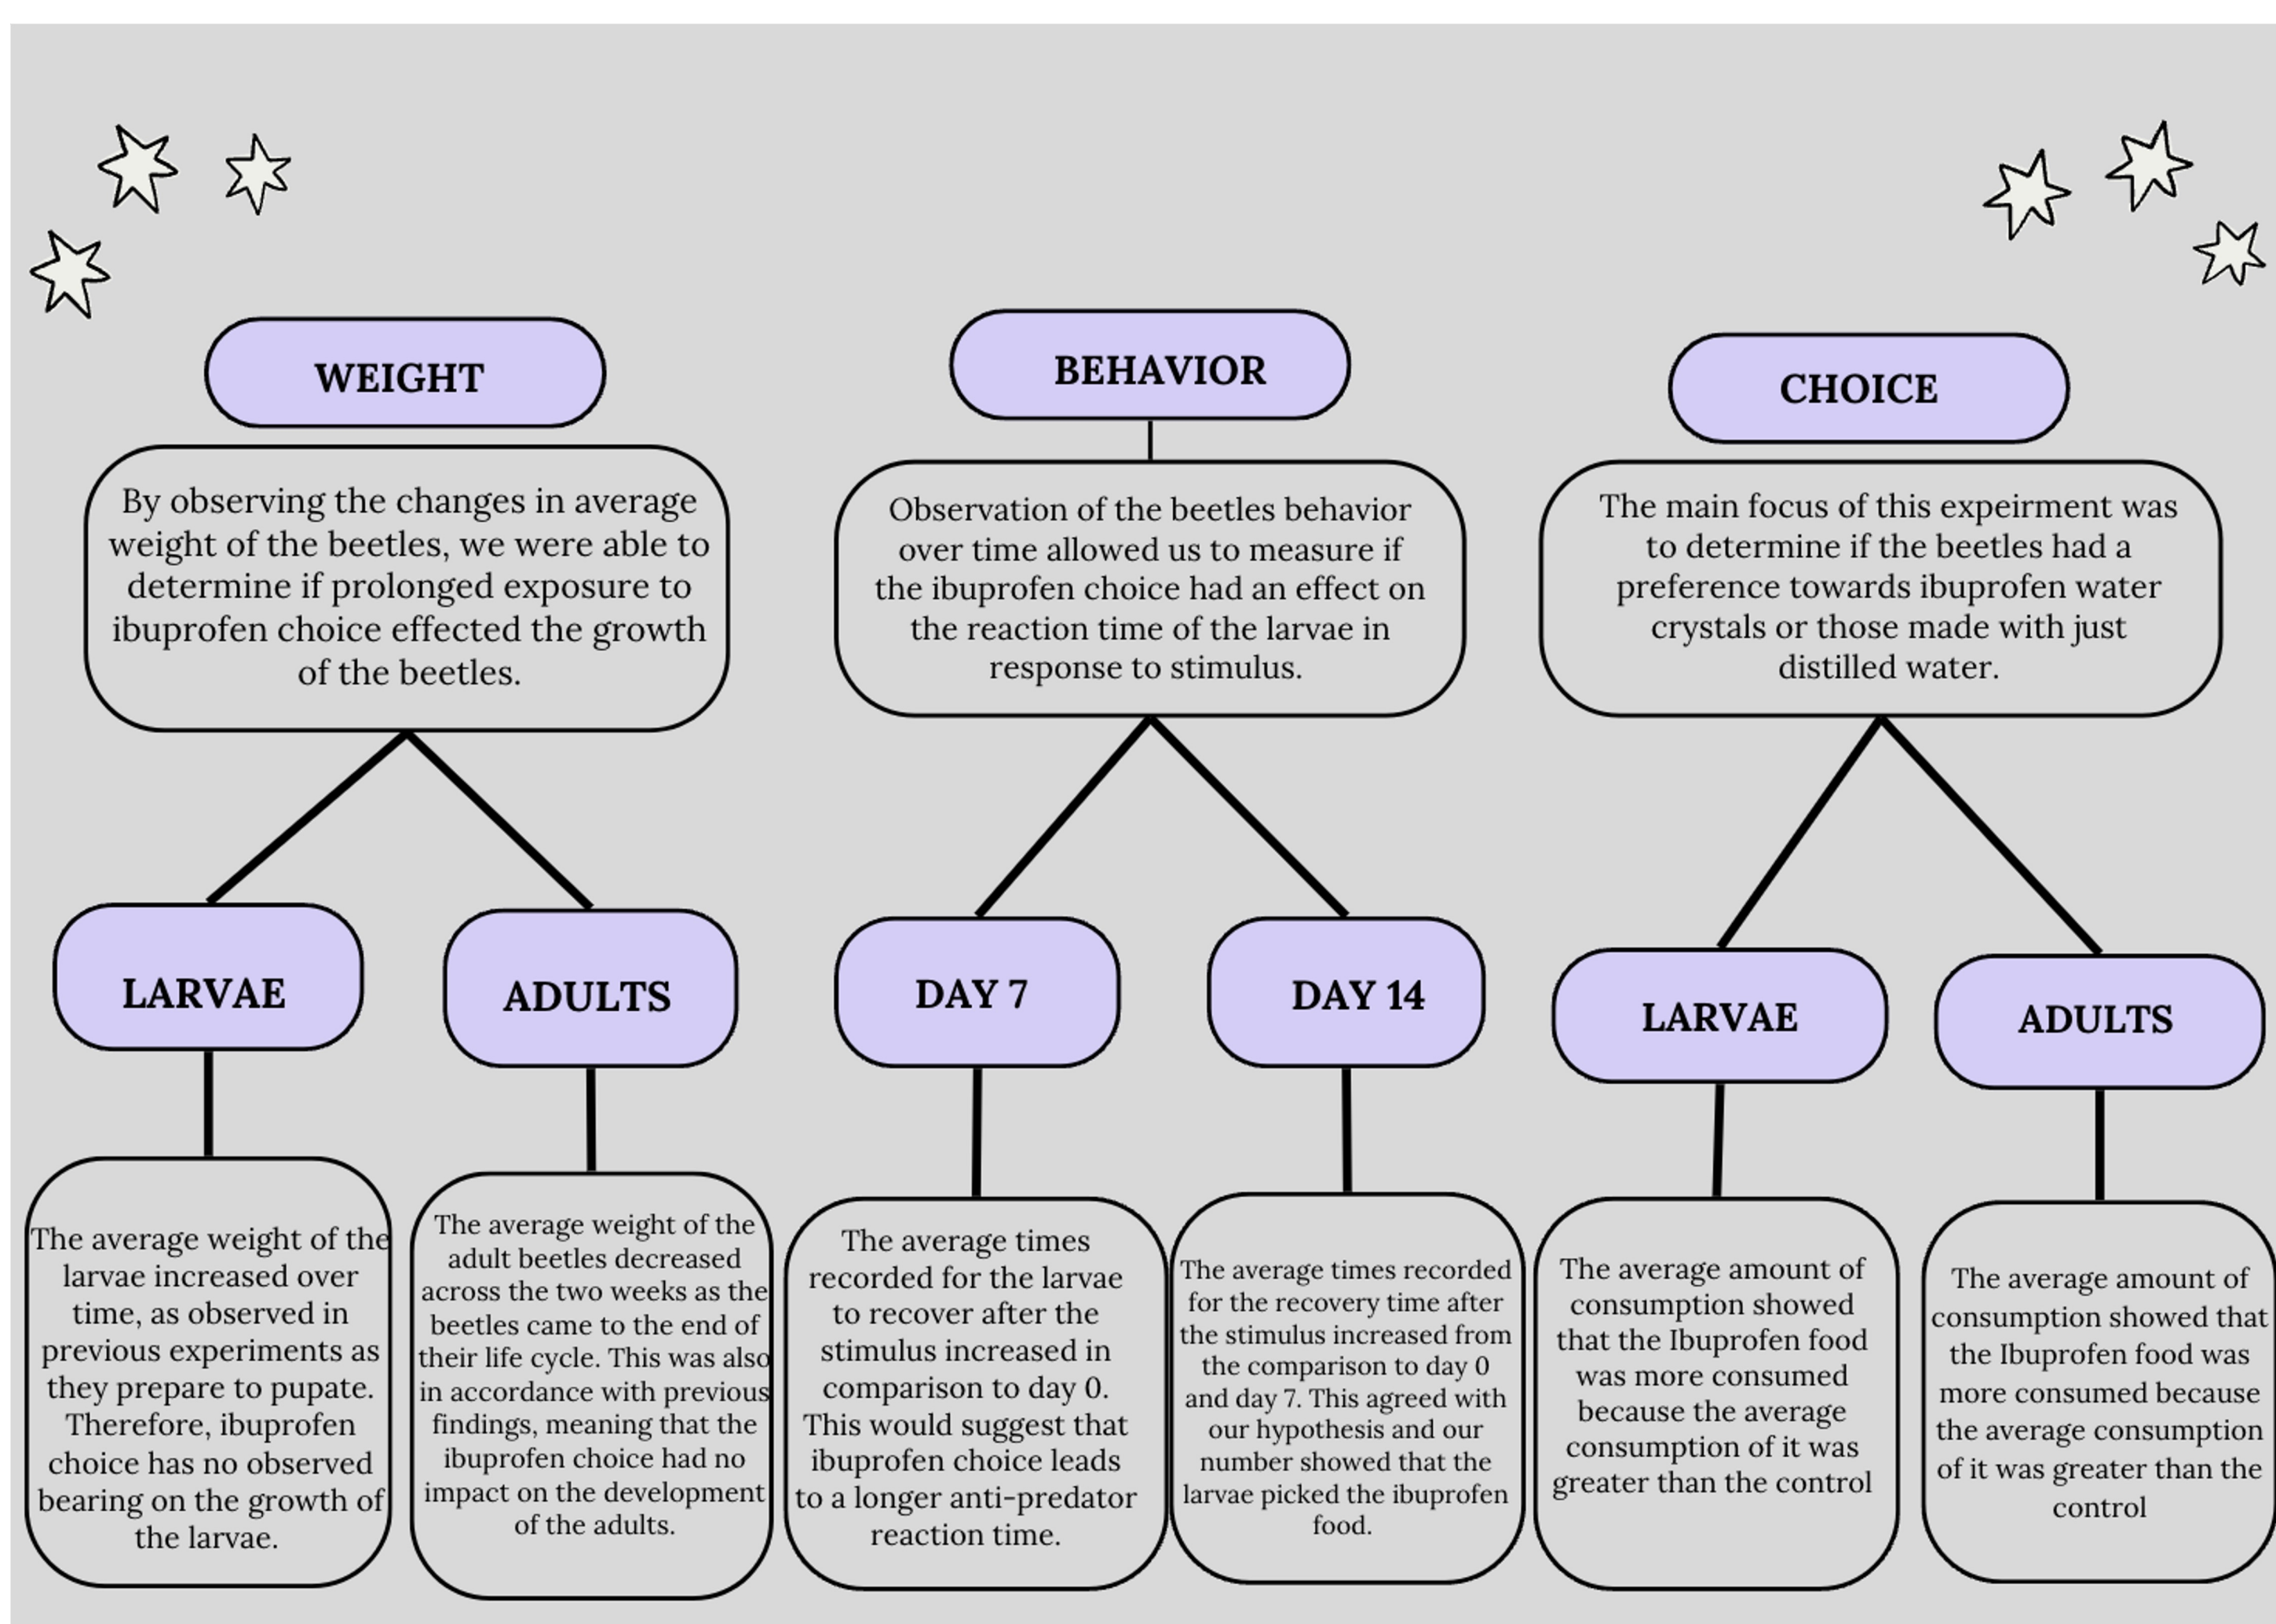 WEIGHT
By observing the changes in average
weight of the beetles, we were able to
determine if prolonged exposure to
ibuprofen choice effected the growth
of the beetles.
LARVAE
The average weight of the
larvae increased over
time, as observed in
previous experiments as
they prepare to pupate.
Therefore, ibuprofen
choice has no observed
bearing on the growth of
the larvae.
ADULTS
The average weight of the
adult beetles decreased
across the two weeks as the
beetles came to the end of
their life cycle. This was also
in accordance with previous
findings, meaning that the
ibuprofen choice had no
impact on the development
of the adults.
BEHAVIOR
Observation of the beetles behavior
over time allowed us to measure if
the ibuprofen choice had an effect on
the reaction time of the larvae in
response to stimulus.
DAY 7
The average times
recorded for the larvae
to recover after the
stimulus increased in
comparison to day 0.
This would suggest that
ibuprofen choice leads
to a longer anti-predator
reaction time.
DAY 14
The average times recorded
for the recovery time after
the stimulus increased from
the comparison to day 0
and day 7. This agreed with
our hypothesis and our
number showed that the
larvae picked the ibuprofen
food.
CHOICE
The main focus of this expeirment was
to determine if the beetles had a
preference towards ibuprofen water
crystals or those made with just
distilled water.
LARVAE
The average amount of
consumption showed
that the Ibuprofen food
was more consumed
because the average
consumption of it was
greater than the control
ADULTS
The average amount of
consumption showed that
the Ibuprofen food was
more consumed because
the average consumption
of it was greater than the
control